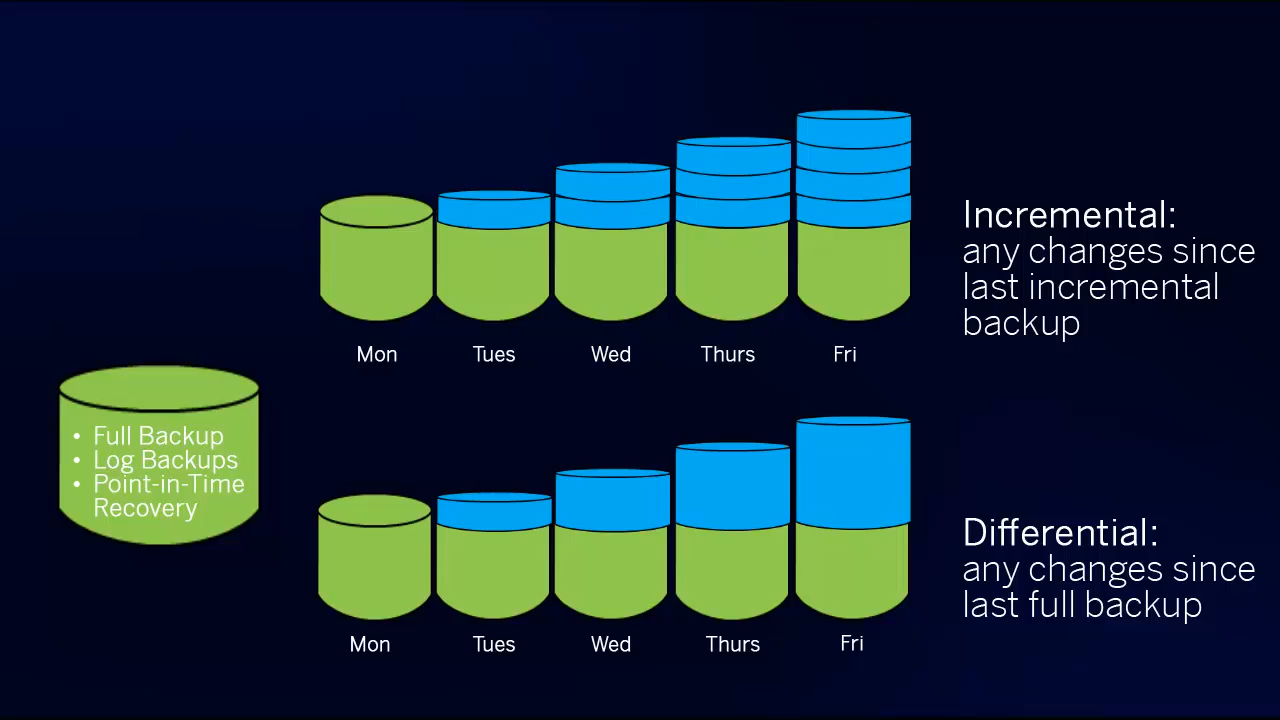 Incremental:
any changes since
last incremental
backup
Mon Tues Wed Thurs Fri
• Full Backup
• Log Backups
• Point-in-Time
Recovery
Differential:
any changes since
last full backup
Mon Tues Wed Thurs Fri